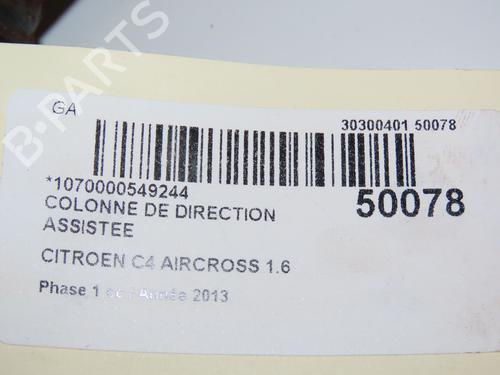 GA
30300401 50078
*1070000549244
50078
COLONNE DE DIRECTION
ASSISTEE
CITROEN C4 AIRCROSS 1.6
Phase 1 Année 2013
B-PARTS